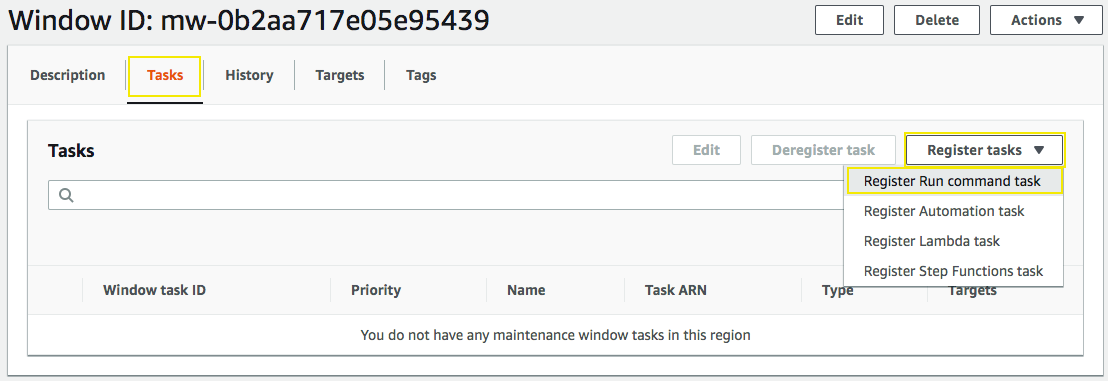 Window ID: mw-0b2aa717e05e95439
Edit
Delete
Actions
Description
Tasks
History
Targets
Tags
Tasks
Edit
Deregister task
Register tasks
Register Run command task
Register Automation task
Register Lambda task
Register Step Functions task
Window task ID
Priority
Name
Task ARN
Type
Targets
You do not have any maintenance window tasks in this region